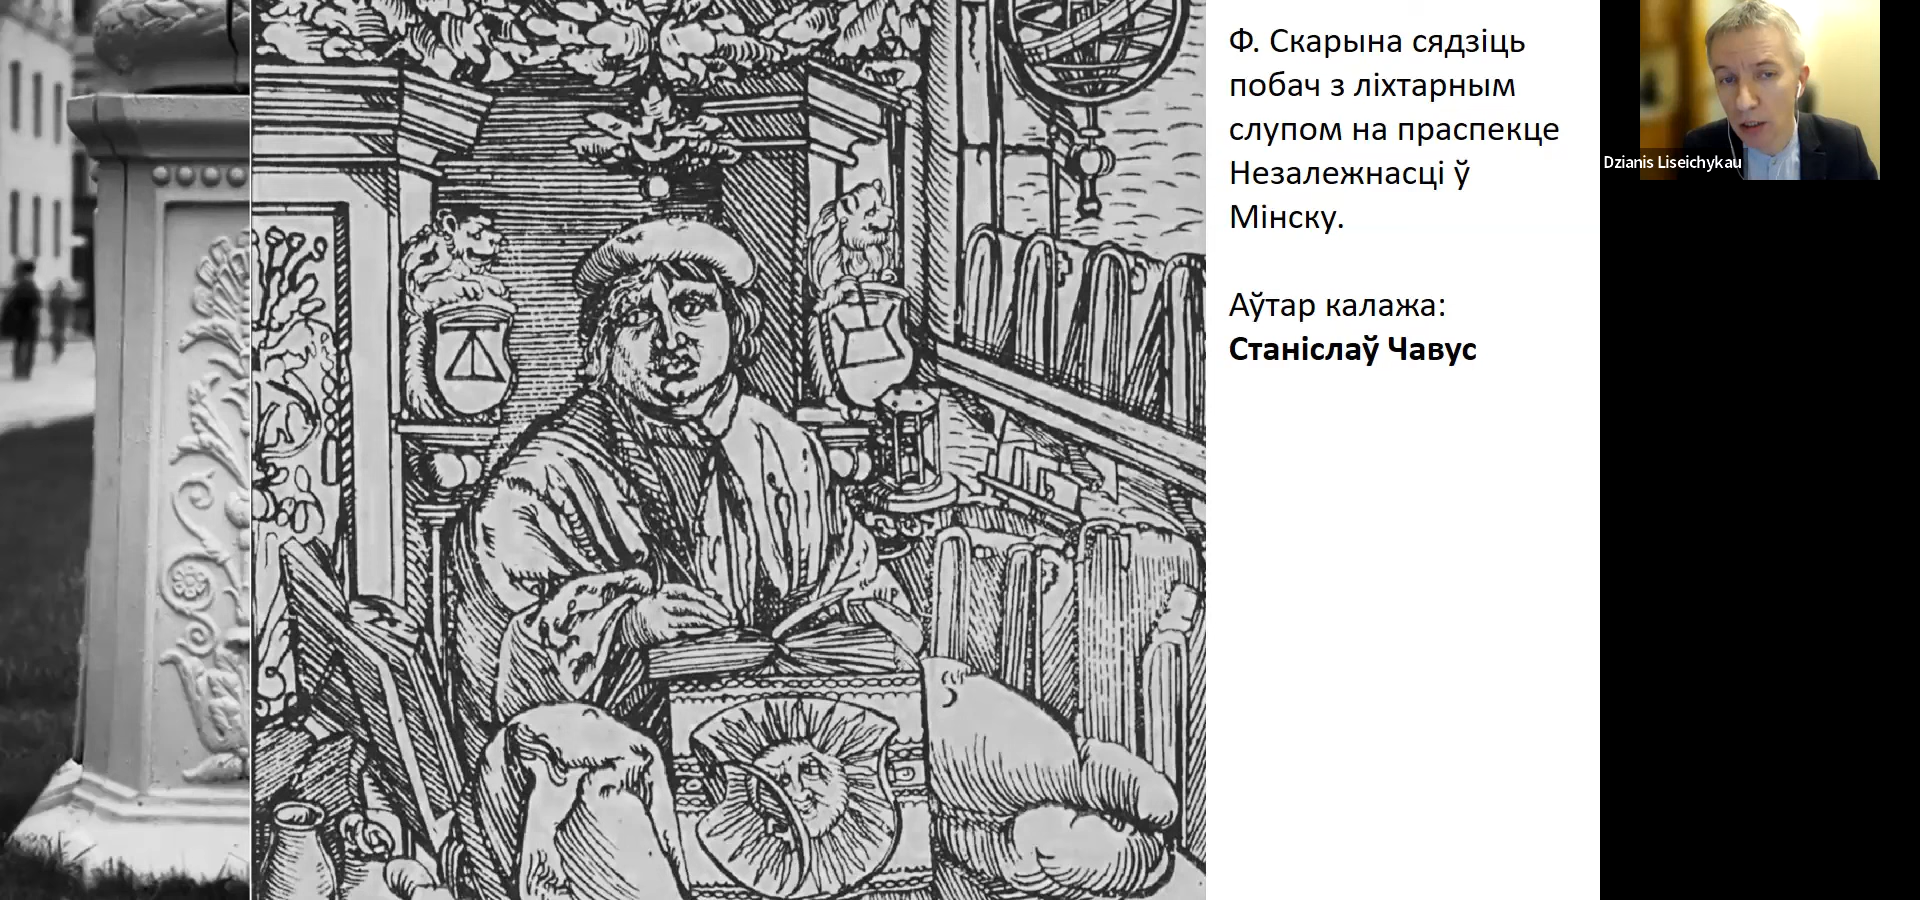 Ф. Скарына сядзіць
побач з ліхтарным
слупом на праспекце
Незалежнасці ў
Мінску.
Аўтар калажа:
Станіслаў Чавус
Dzianis Liseichykau